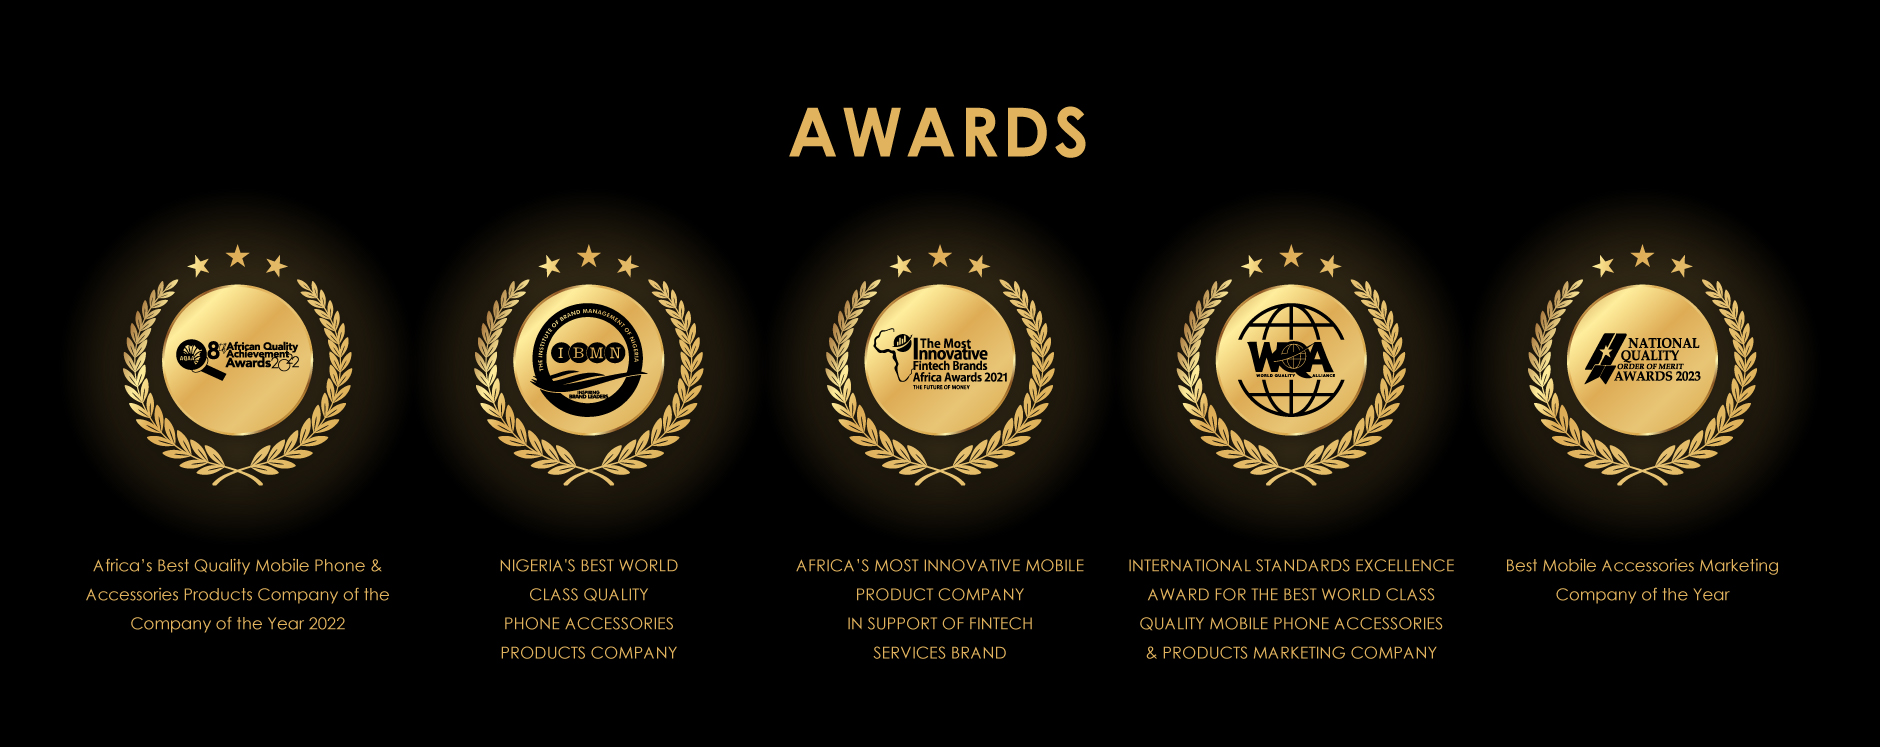 AWARDS
AQAA
8th African Quality
Achievement
Awards
THE INSTITUTE OF BRAND MANAGEMENT OF NIGERIA
IBMN
INSPIRING
BRAND LEADERS
The Most
Innovative
Fintech Brands
Africa Awards 2021
THE FUTURE OF MONEY
WQA
WORLD QUALITY ALLIANCE
NATIONAL
QUALITY
ORDER OF MERIT
AWARDS 2023
Africa's Best Quality Mobile Phone &
Accessories Products Company of the
Company of the Year 2022
NIGERIA'S BEST WORLD
CLASS QUALITY
PHONE ACCESSORIES
PRODUCTS COMPANY
AFRICA'S MOST INNOVATIVE MOBILE
PRODUCT COMPANY
IN SUPPORT OF FINTECH
SERVICES BRAND
INTERNATIONAL STANDARDS EXCELLENCE
AWARD FOR THE BEST WORLD CLASS
QUALITY MOBILE PHONE ACCESSORIES
& PRODUCTS MARKETING COMPANY
Best Mobile Accessories Marketing
Company of the Year